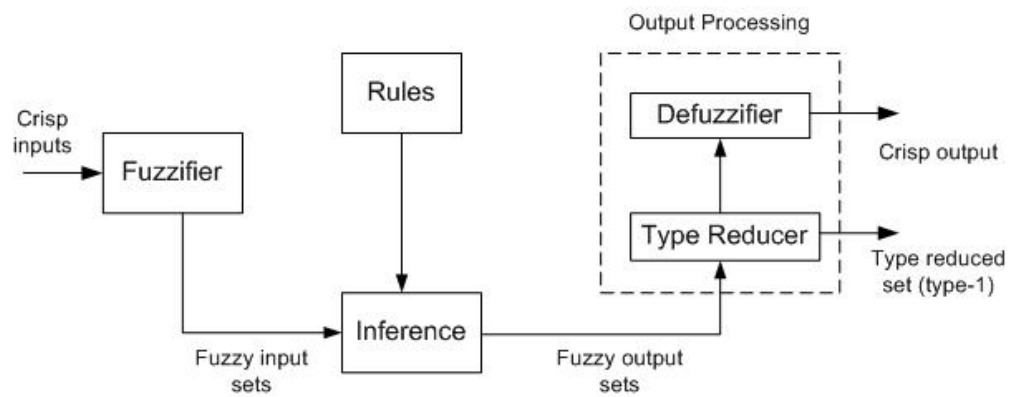 Output Processing
Rules
Crisp
inputs
Fuzzifier
Defuzzifier
Crisp output
Type Reducer
Type reduced
set (type-1)
Inference
Fuzzy input
sets
Fuzzy output
sets